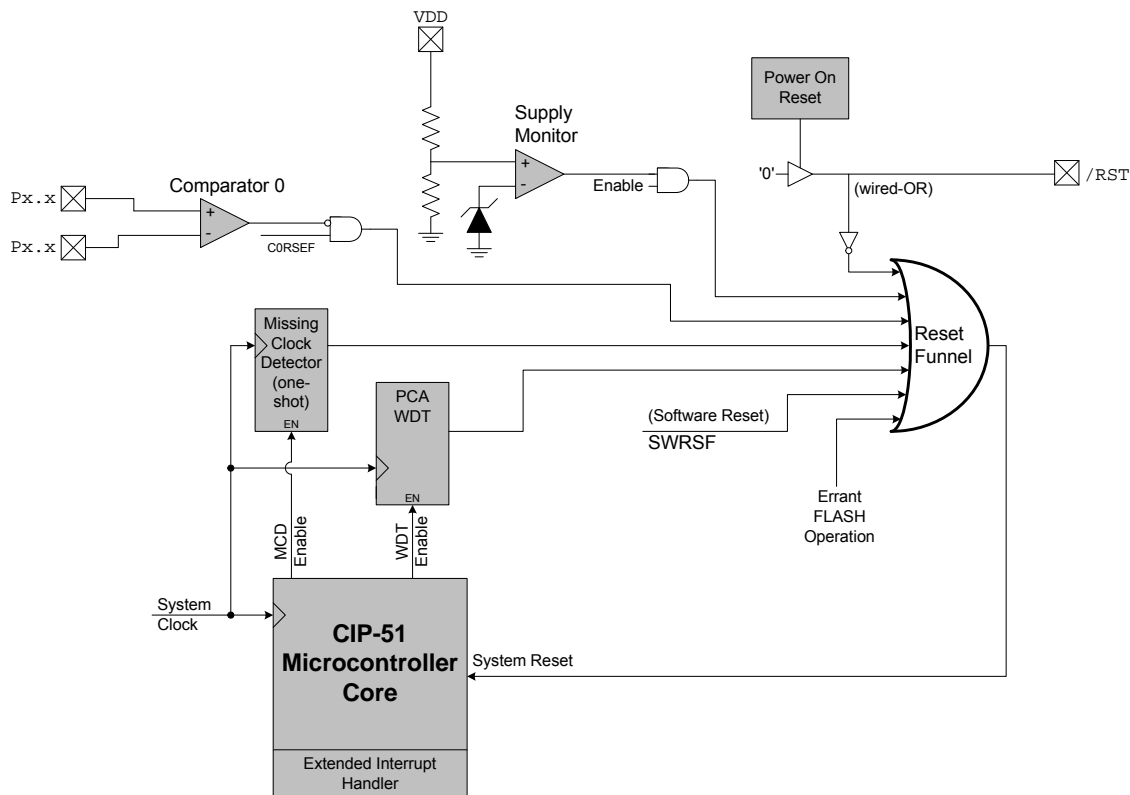 VDD
Power On
Reset
Supply
Monitor
+
-
Enable
'0'
(wired-OR)
/RST
Comparator 0
Px.x
Px.x
+
-
C0RSEF
Missing
Clock
Detector
(one-
shot)
EN
PCA
WDT
EN
Reset
Funnel
(Software Reset)
SWRSF
Errant
FLASH
Operation
MCD
Enable
WDT
Enable
System
Clock
CIP-51
Microcontroller
Core
System Reset
Extended Interrupt
Handler